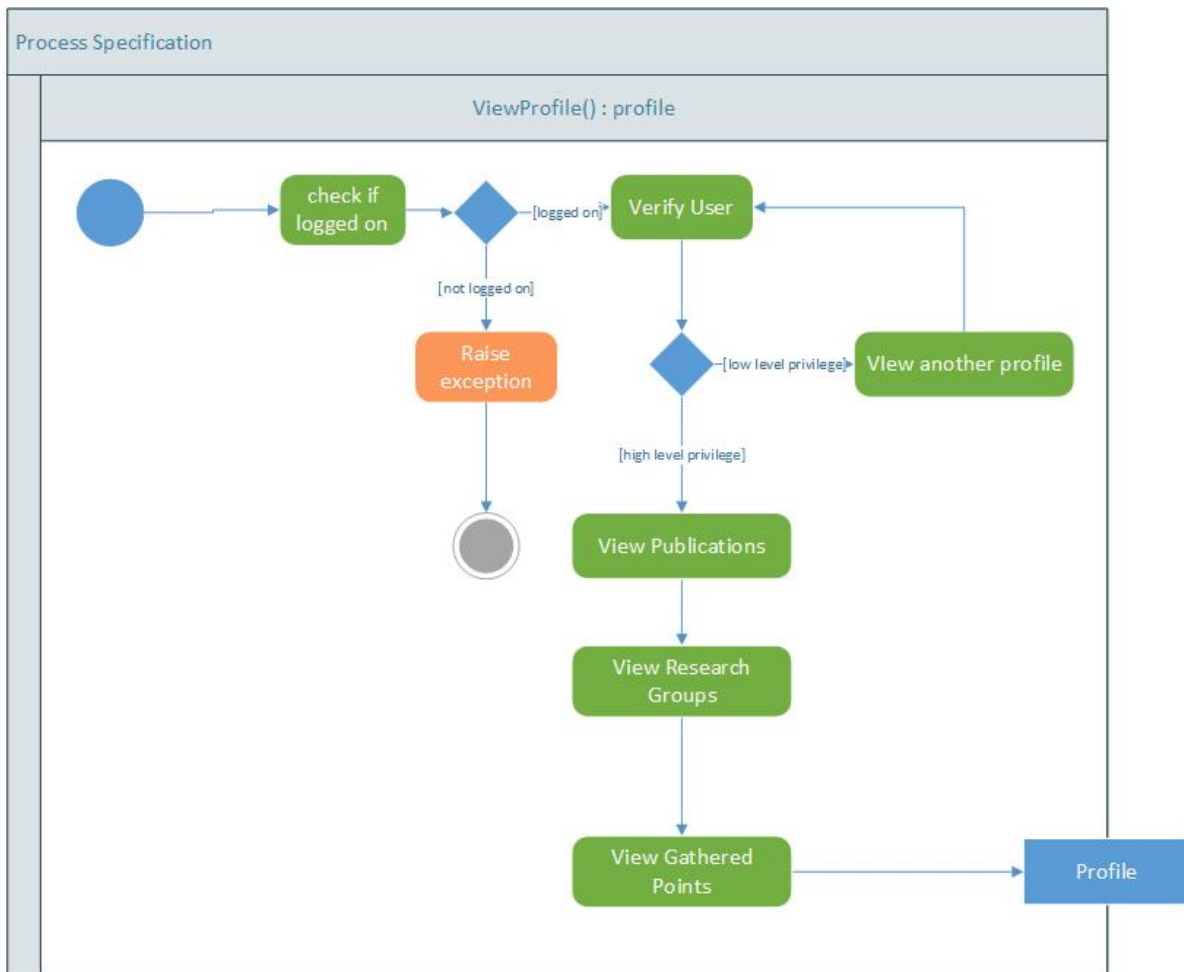 Process Specification
ViewProfile() : profile
check if
logged on
[logged on]
Verify User
[not logged on]
Raise
exception
[low level privilege]
VIew another profile
[high level privilege]
View Publications
View Research
Groups
View Gathered
Points
Profile